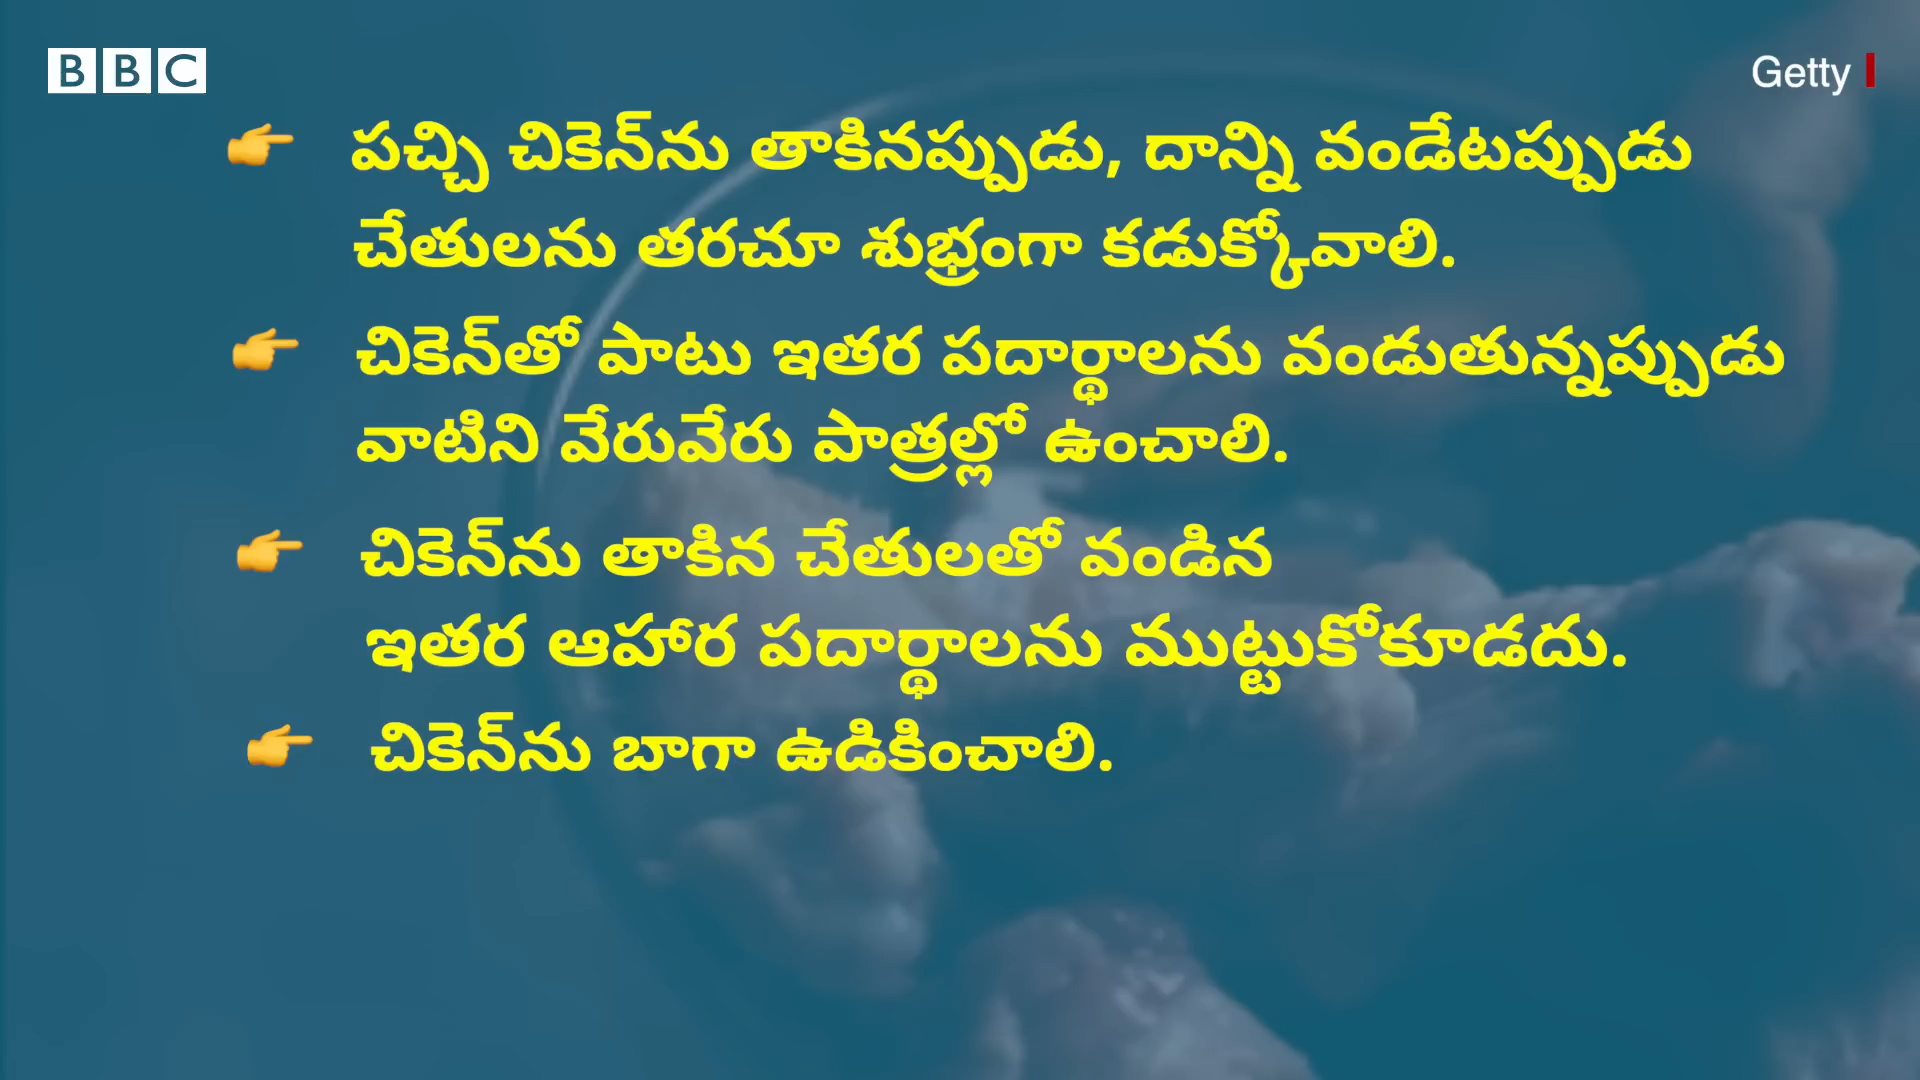 BBC
Getty
👉 పచ్చి చికెన్‌ను తాకినప్పుడు, దాన్ని వండేటప్పుడు
చేతులను తరచూ శుభ్రంగా కడుక్కోవాలి.
👉 చికెన్‌తో పాటు ఇతర పదార్థాలను వండుతున్నప్పుడు
వాటిని వేరువేరు పాత్రల్లో ఉంచాలి.
👉 చికెన్‌ను తాకిన చేతులతో వండిన
ఇతర ఆహార పదార్థాలను ముట్టుకోకూడదు.
👉 చికెన్‌ను బాగా ఉడికించాలి.